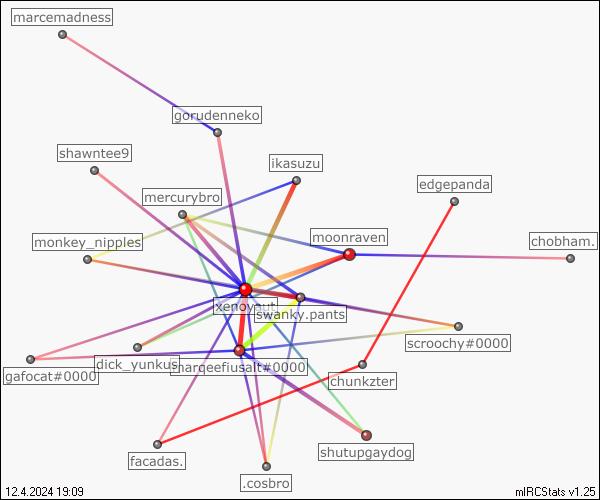 marcemadness
gorudenneko
shawntee9
ikasuzu
edgepanda
mercurybro
moonraven
monkey_nipples
chobham.
swanky.pants
scroochy#0000
dick_yunkus
sharqeefiusalt#0000
gafocat#0000
chunkzter
shutupgaydog
facadas.
.cosbro
12.4.2024 19:09
mIRCStats v1.25